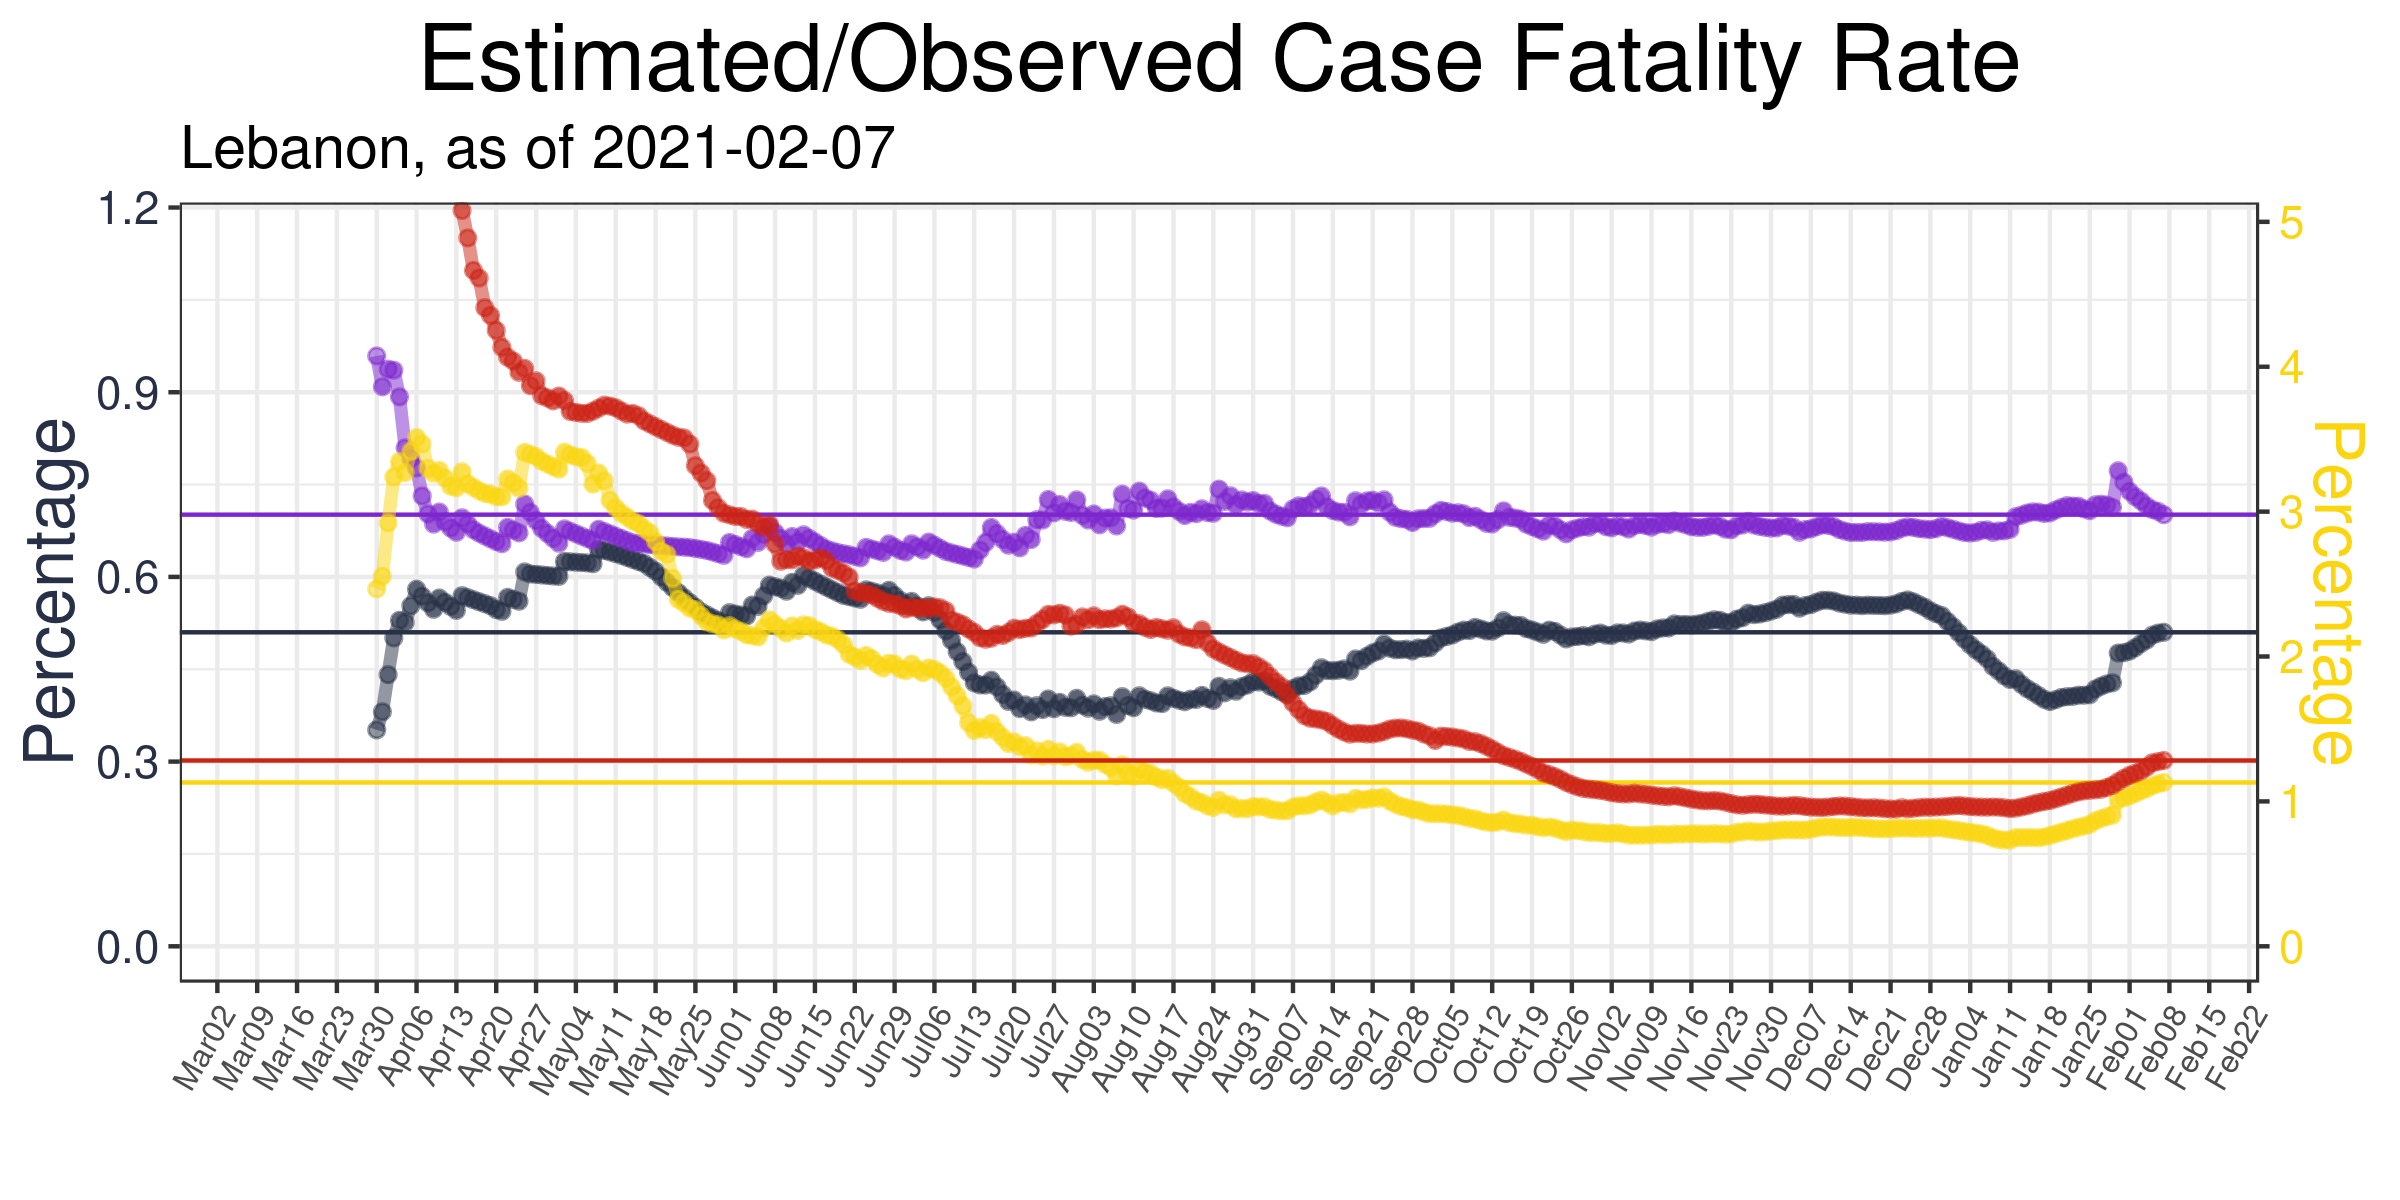 Estimated/Observed Case Fatality Rate
Lebanon, as of 2021-02-07
Percentage
1.2
0.9
0.6
0.3
0.0
5
4
3
2
1
0
Percentage
Mar02
Mar09
Mar16
Mar23
Mar30
Apr06
Apr13
Apr20
Apr27
May04
May11
May18
May25
Jun01
Jun08
Jun15
Jun22
Jun29
Jul06
Jul13
Jul20
Jul27
Aug03
Aug10
Aug17
Aug24
Aug31
Sep07
Sep14
Sep21
Sep28
Oct05
Oct12
Oct19
Oct26
Nov02
Nov09
Nov16
Nov23
Nov30
Dec07
Dec14
Dec21
Dec28
Jan04
Jan11
Jan18
Jan25
Feb01
Feb08
Feb15
Feb22